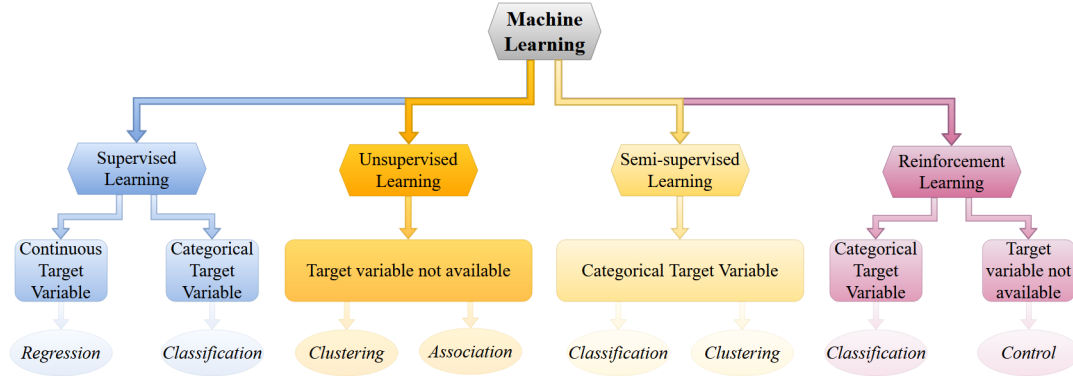 Machine
Learning
Supervised
Learning
Unsupervised
Learning
Semi-supervised
Learning
Reinforcement
Learning
Continuous
Target
Variable
Categorical
Target
Variable
Target variable not available
Categorical Target Variable
Categorical
Target
Variable
Target
variable not
available
Regression
Classification
Clustering
Association
Classification
Clustering
Classification
Control